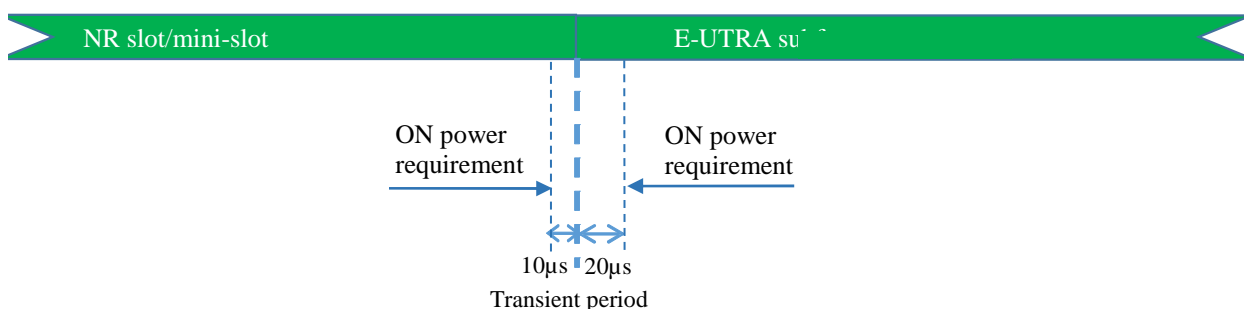 NR slot/mini-slot
E-UTRA
ON power
requirement
ON power
requirement
10µs
20µs
Transient period